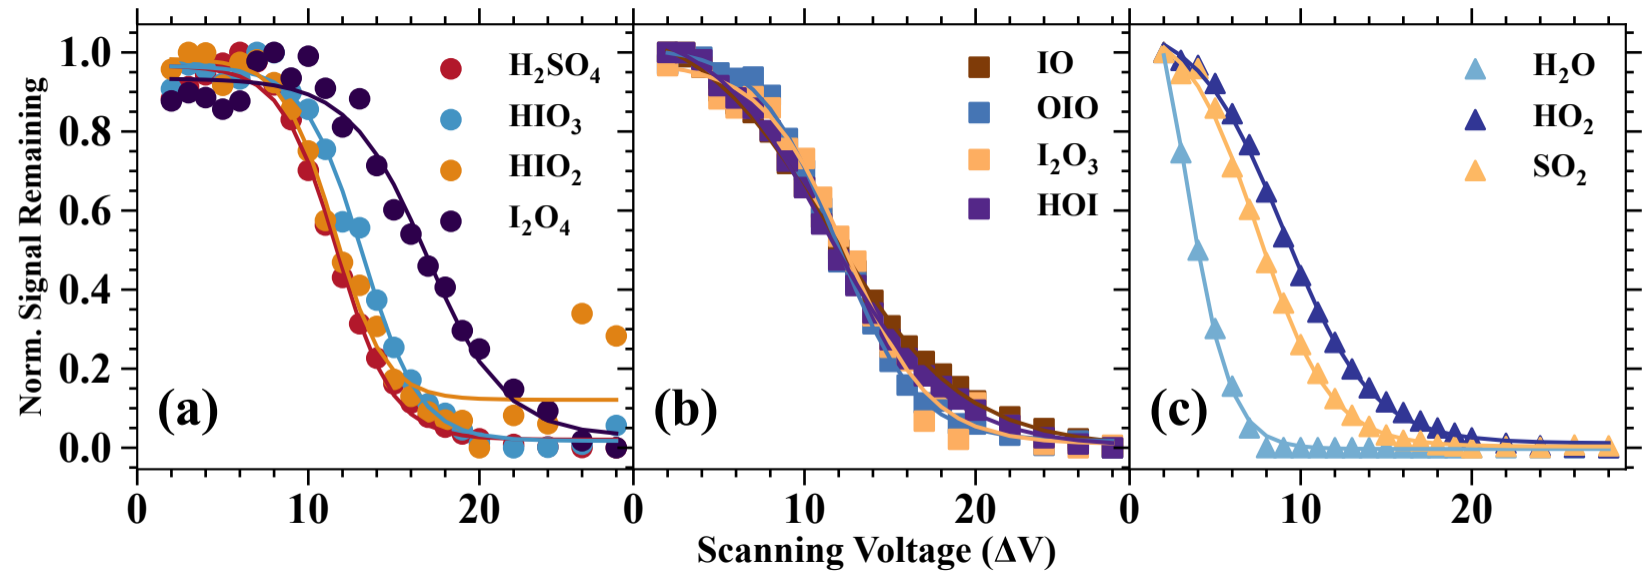 Norm. Signal Remaining
1.0
0.8
0.6
0.4
0.2
0.0
H₂SO₄
HIO₃
HIO₂
I₂O₄
(a)
IO
OIO
I₂O₃
HOI
(b)
H₂O
HO₂
SO₂
(c)
0 10 20 0 10 20 0 10 20
Scanning Voltage (ΔV)